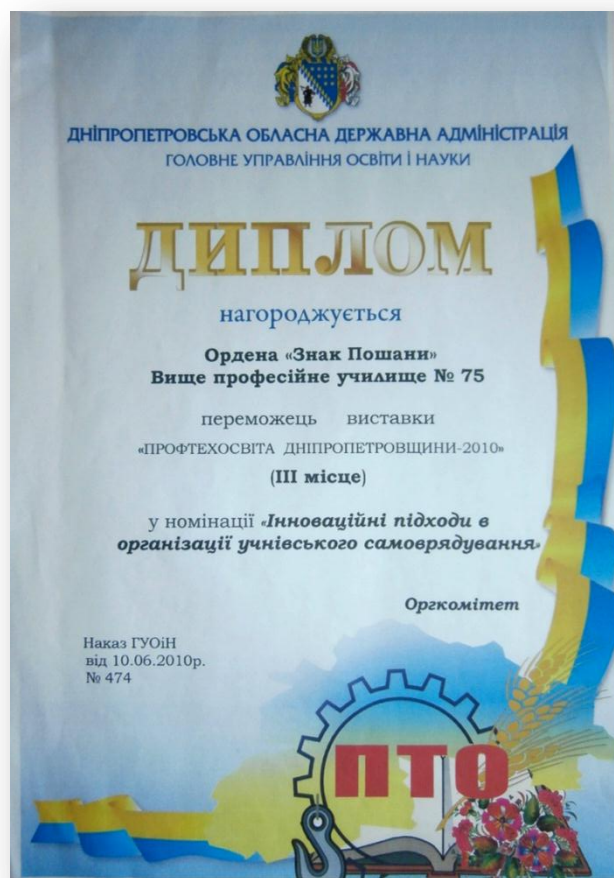 ДНІПРОПЕТРОВСЬКА ОБЛАСНА ДЕРЖАВНА АДМІНІСТРАЦІЯ
ГОЛОВНЕ УПРАВЛІННЯ ОСВІТИ І НАУКИ
ДИПЛОМ
нагороджується
Ордена «Знак Пошани»
Вище професійне училище № 75
переможець виставки
«ПРОФТЕХОСВІТА ДНІПРОПЕТРОВЩИНИ-2010»
(ІІІ місце)
у номінації «Інноваційні підходи в
організації учнівського самоврядування»
Оргкомітет
Наказ ГУОіН
від 10.06.2010р.
№ 474
ПТО